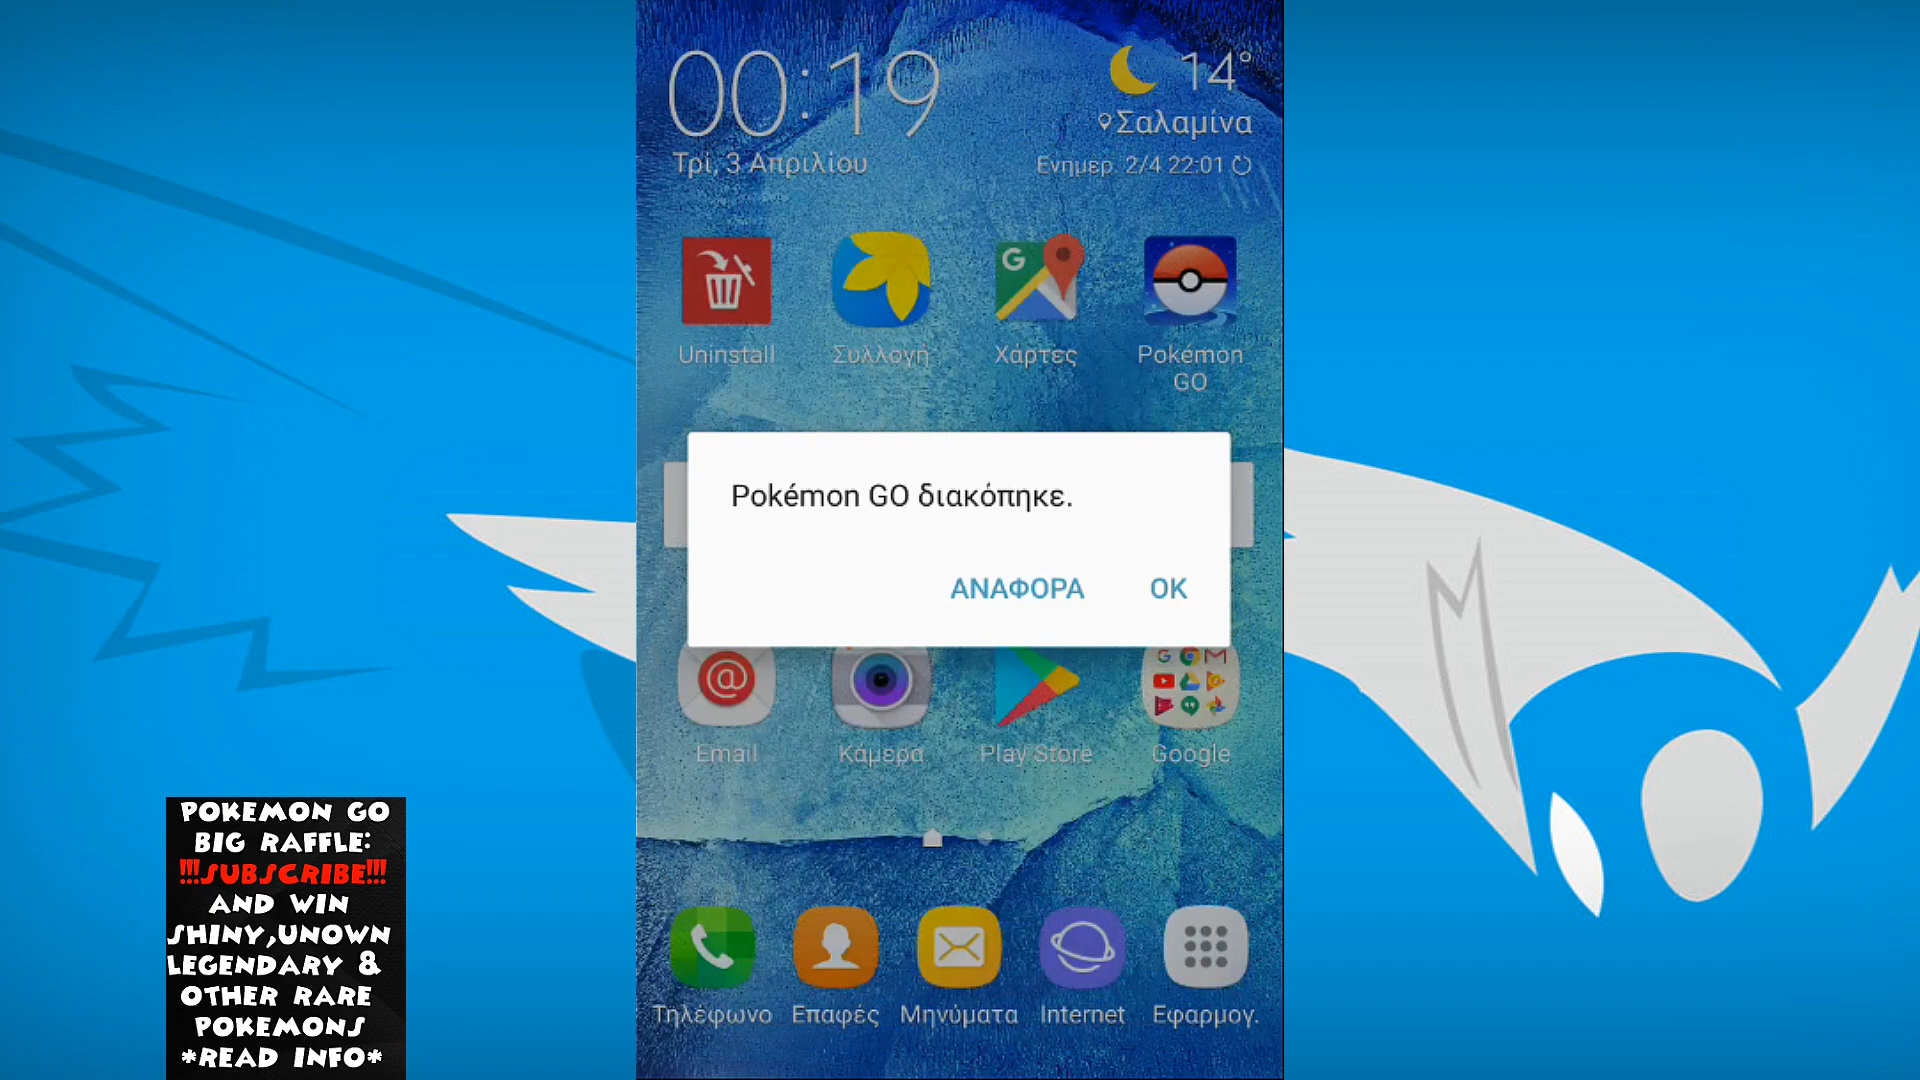 00:19
14°
Σαλαμίνα
Τρί, 3 Απριλίου
Ενημερ. 2/4 22:01
Uninstall
Συλλογή
Χάρτες
Pokémon
GO
Pokémon GO διακόπηκε.
ΑΝΑΦΟΡΑ
OK
Email
Κάμερα
Play Store
Google
Τηλέφωνο
Επαφές
Μηνύματα
Internet
Εφαρμογ.
POKEMON GO
BIG RAFFLE:
!!!SUBSCRIBE!!!
AND WIN
SHINY,UNOWN
LEGENDARY &
OTHER RARE
POKEMONS
*READ INFO*